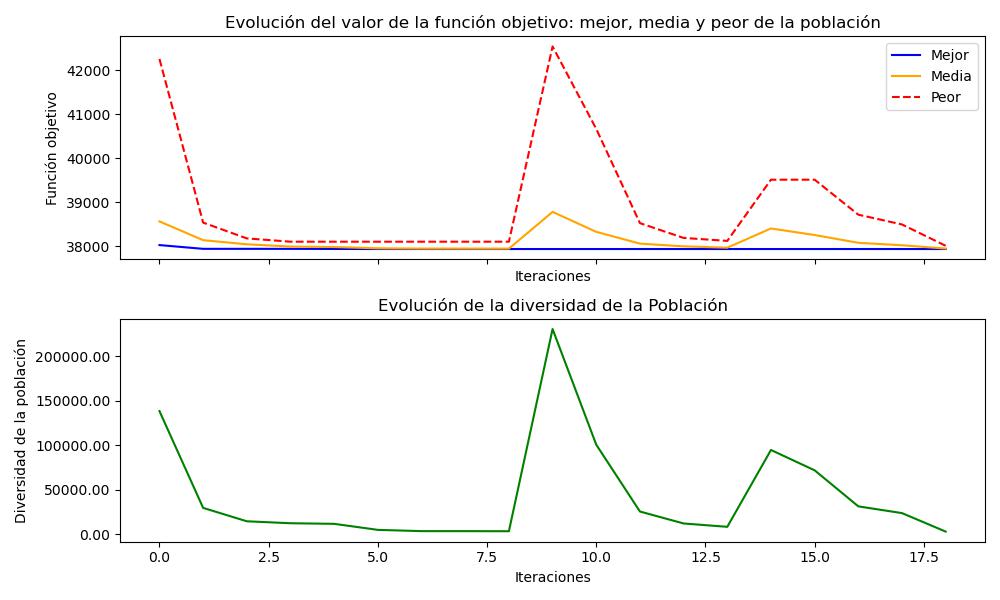 Evolución del valor de la función objetivo: mejor, media y peor de la población
Función objetivo
42000
41000
40000
39000
38000
Mejor
Media
Peor
Iteraciones
Evolución de la diversidad de la Población
Diversidad de la población
200000.00
150000.00
100000.00
50000.00
0.00
0.0 2.5 5.0 7.5 10.0 12.5 15.0 17.5
Iteraciones